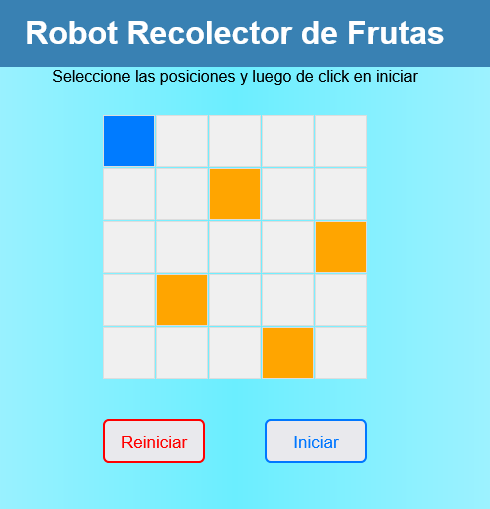 Robot Recolector de Frutas
Seleccione las posiciones y luego de click en iniciar
Reiniciar
Iniciar